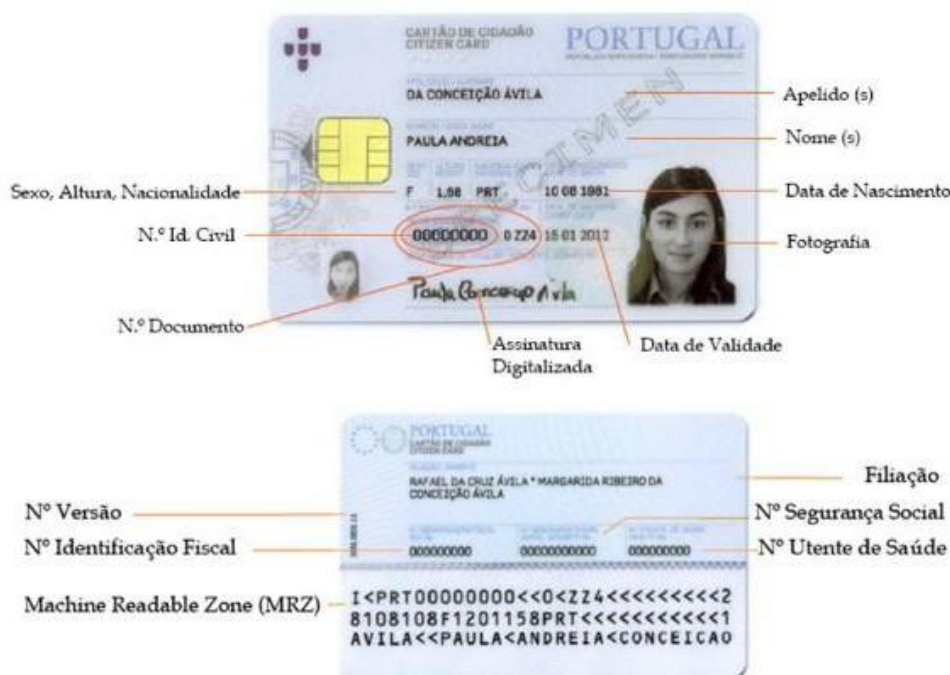 CARTÃO DE CIDADÃO
CITIZEN CARD
PORTUGAL
DA CONCEIÇÃO ÁVILA
Apelido (s)
PAULA ANDREIA
Nome (s)
SPECIMEN
Sexo, Altura, Nacionalidade
F 1.68 PRT
10 08 1981
Data de Nascimento
N.º Id. Civil
00000000 0 ZZ4 15 01 2012
Fotografia
N.º Documento
Assinatura
Digitalizada
Data de Validade
PORTUGAL
CARTÃO DE CIDADÃO
CITIZEN CARD
RAFAEL DA CRUZ ÁVILA * MARGARIDA RIBEIRO DA
CONCEIÇÃO ÁVILA
Filiação
Nº Versão
Nº Segurança Social
Nº Identificação Fiscal
000000000 00000000000 000000000
Nº Utente de Saúde
Machine Readable Zone (MRZ)
I<PRT00000000<<0<ZZ4<<<<<<<<<2
8108108F1201158PRT<<<<<<<<<<<1
AVILA<<PAULA<ANDREIA<CONCEICAO